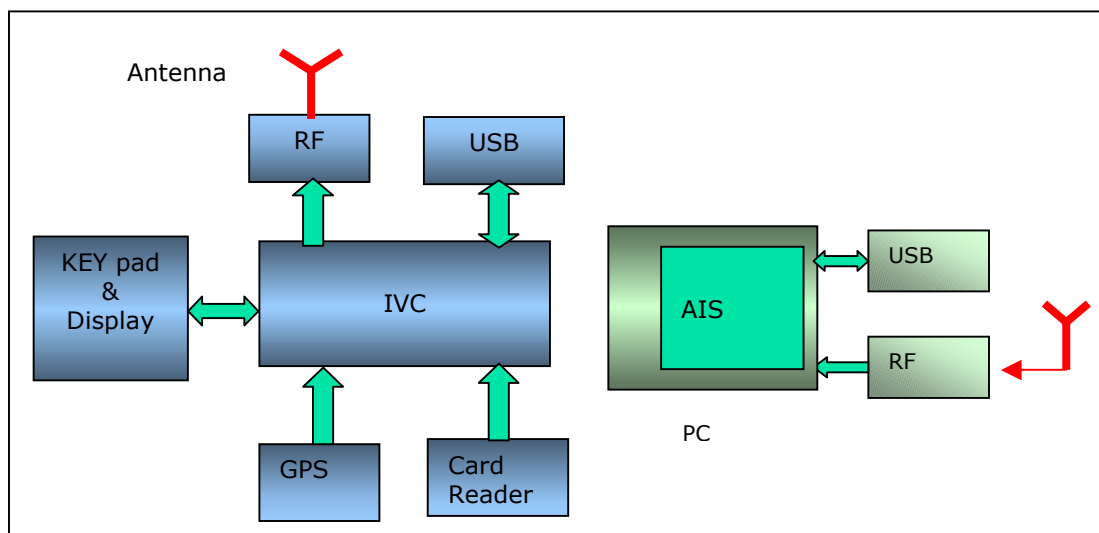 Antenna
RF
USB
KEY pad
&
Display
IVC
GPS
Card
Reader
AIS
USB
RF
PC